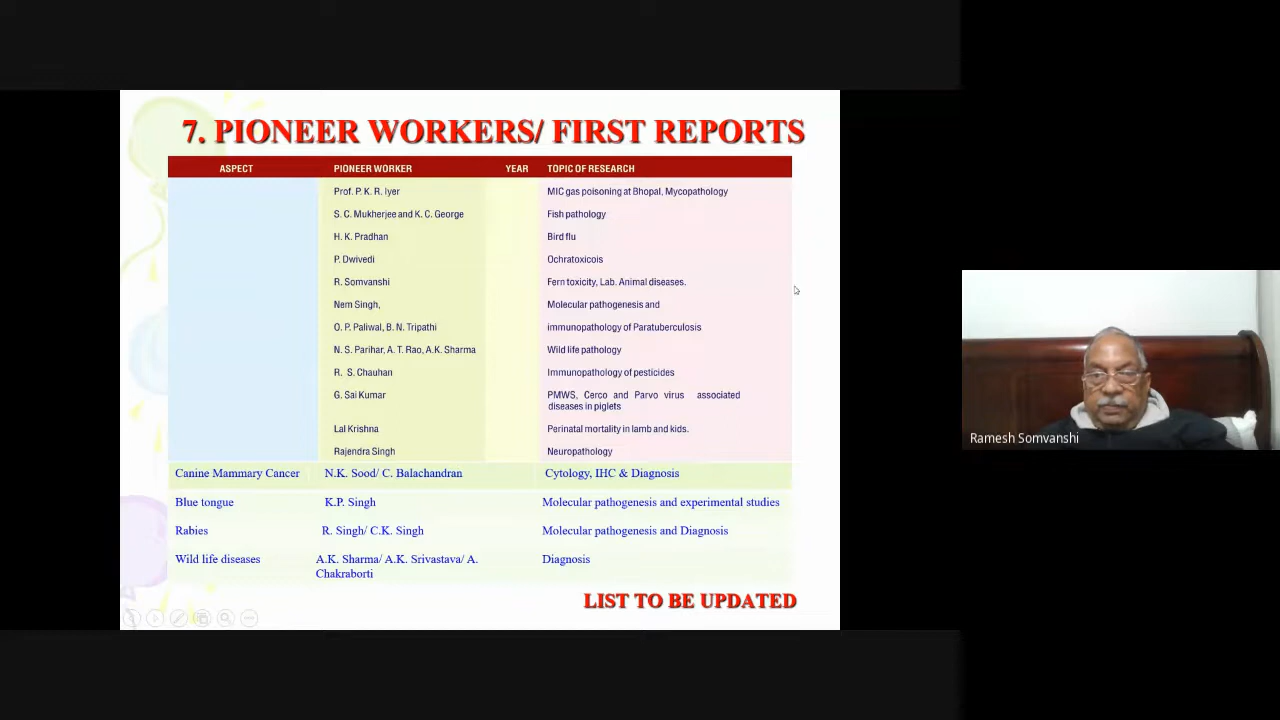 7. PIONEER WORKERS/ FIRST REPORTS
ASPECT PIONEER WORKER YEAR TOPIC OF RESEARCH
Prof. P. K. R. Iyer MIC gas poisoning at Bhopal, Mycopathology
S. C. Mukherjee and K. C. George Fish pathology
H. K. Pradhan Bird flu
P. Dwivedi Ochratoxicois
R. Somvanshi Fern toxicity, Lab. Animal diseases.
Nem Singh, Molecular pathogenesis and
O. P. Paliwal, B. N. Tripathi immunopathology of Paratuberculosis
N. S. Parihar, A. T. Rao, A.K. Sharma Wild life pathology
R. S. Chauhan Immunopathology of pesticides
G. Sai Kumar PMWS, Cerco and Parvo virus associated
diseases in piglets
Lal Krishna Perinatal mortality in lamb and kids.
Rajendra Singh Neuropathology
Canine Mammary Cancer N.K. Sood/ C. Balachandran Cytology, IHC & Diagnosis
Blue tongue K.P. Singh Molecular pathogenesis and experimental studies
Rabies R. Singh/ C.K. Singh Molecular pathogenesis and Diagnosis
Wild life diseases A.K. Sharma/ A.K. Srivastava/ A. Diagnosis
Chakraborti
LIST TO BE UPDATED
Ramesh Somvanshi